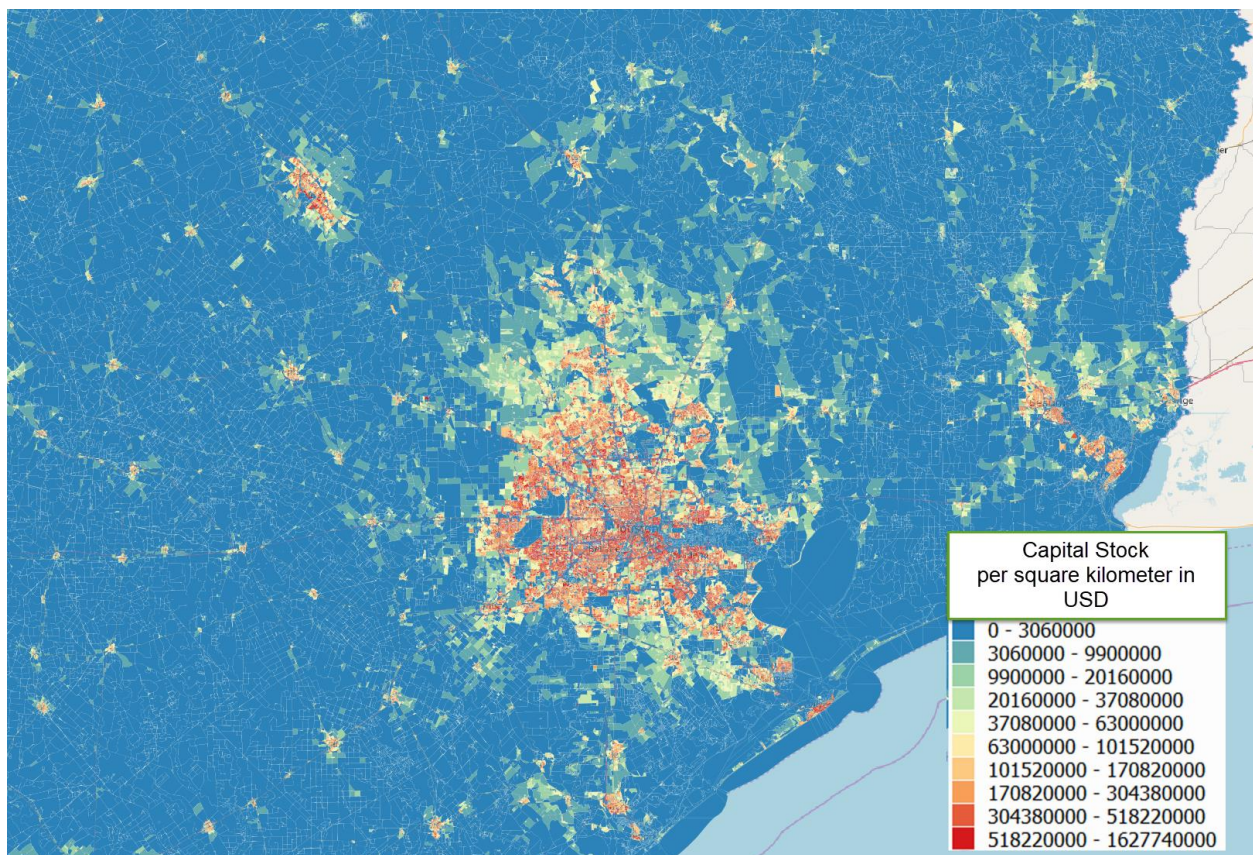 Capital Stock
per square kilometer in
USD
0 - 3060000
3060000 - 9900000
9900000 - 20160000
20160000 - 37080000
37080000 - 63000000
63000000 - 101520000
101520000 - 170820000
170820000 - 304380000
304380000 - 518220000
518220000 - 1627740000